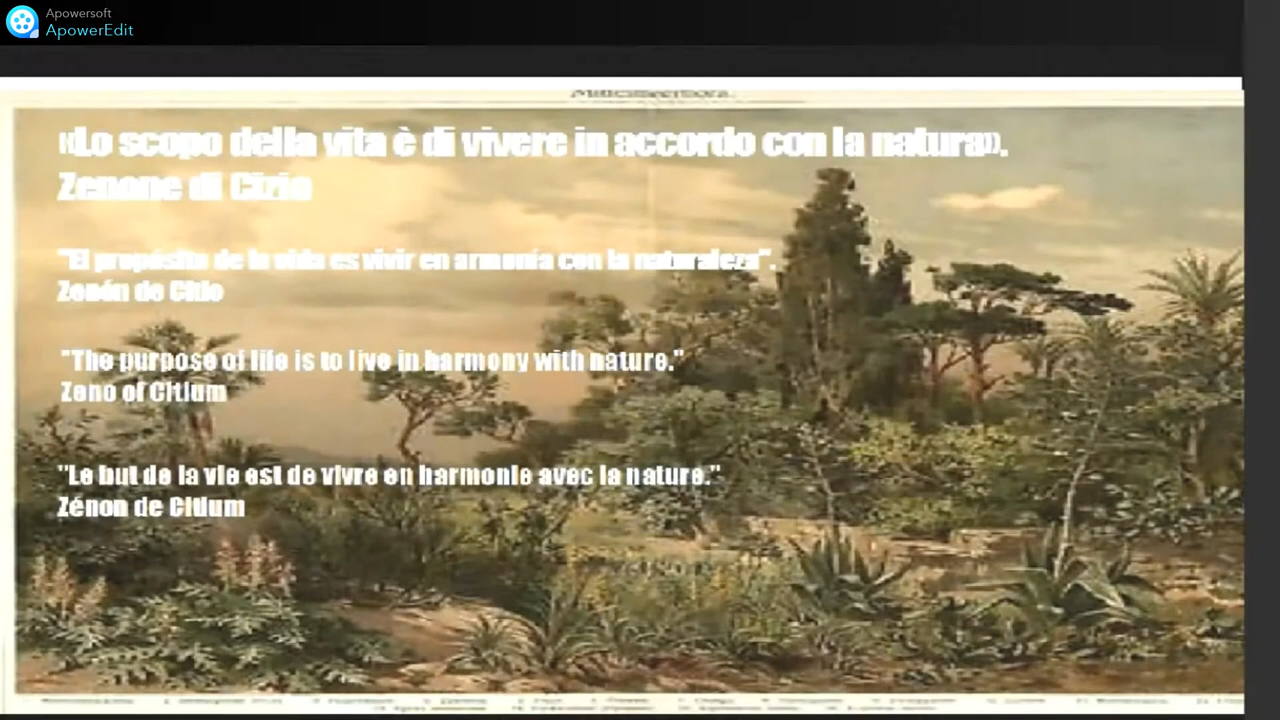 Apowersoft
ApowerEdit
«Lo scopo della vita è di vivere in accordo con la natura».
Zenone di Cizio
"El propósito de la vida es vivir en armonía con la naturaleza".
Zenón de Citio
"The purpose of life is to live in harmony with nature."
Zeno of Citium
"Le but de la vie est de vivre en harmonie avec la nature."
Zénon de Citium